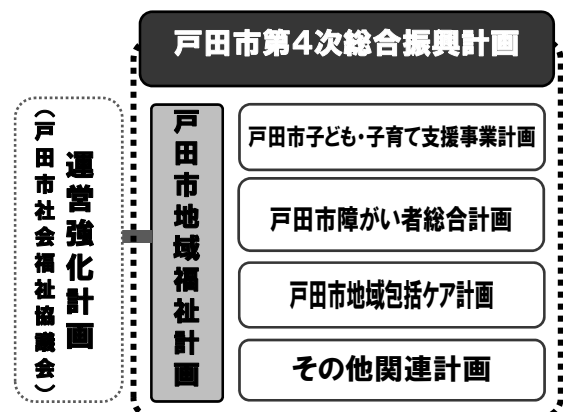 戸田市第4次総合振興計画
運営強化計画
（戸田市社会福祉協議会）
戸田市地域福祉計画
戸田市子ども・子育て支援事業計画
戸田市障がい者総合計画
戸田市地域包括ケア計画
その他関連計画